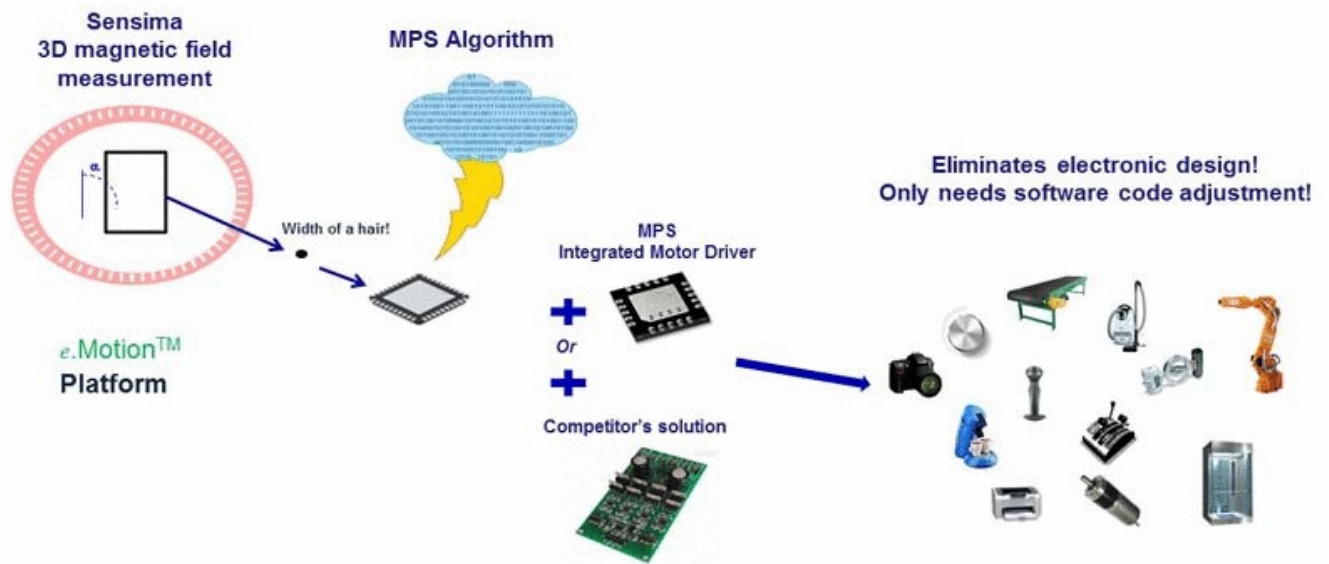 Sensima
3D magnetic field
measurement
MPS Algorithm
α
Width of a hair!
e.Motion™
Platform
MPS
Integrated Motor Driver
+
Or
+
Competitor's solution
Eliminates electronic design!
Only needs software code adjustment!